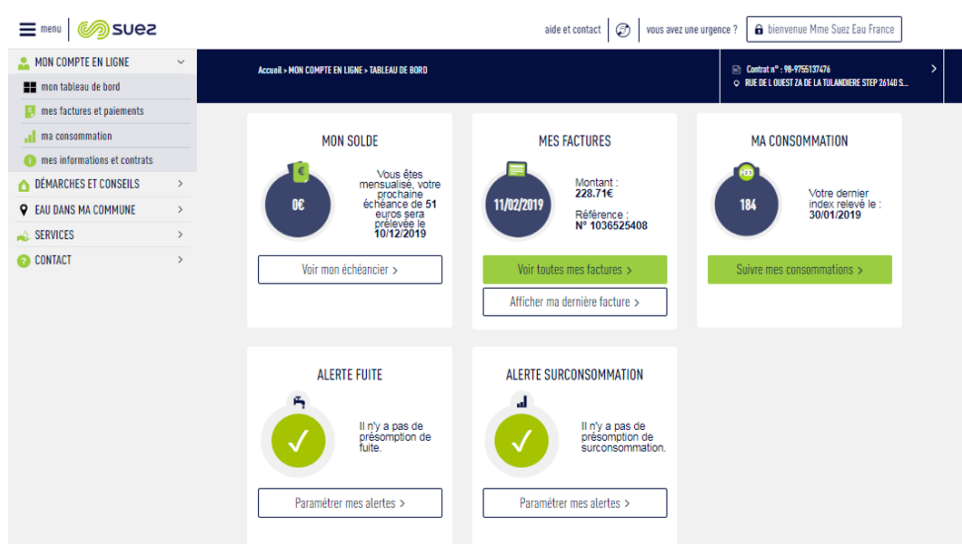 menu
suez
aide et contact
vous avez une urgence ?
bienvenue Mme Suez Eau France
MON COMPTE EN LIGNE
mon tableau de bord
mes factures et paiements
ma consommation
mes informations et contrats
DÉMARCHES ET CONSEILS
EAU DANS MA COMMUNE
SERVICES
CONTACT
Accueil > MON COMPTE EN LIGNE > TABLEAU DE BORD
Contrat n° : 98-9755137476
RUE DE L OUEST ZA DE LA TULANDIERE STEP 26140 S...
MON SOLDE
0€
Vous êtes
mensualisé, votre
prochaine
échéance de 51
euros sera
prélevée le
10/12/2019
Voir mon échéancier >
MES FACTURES
11/02/2019
Montant :
228.71€
Référence :
N° 1036525408
Voir toutes mes factures >
Afficher ma dernière facture >
MA CONSOMMATION
184
Votre dernier
index relevé le :
30/01/2019
Suivre mes consommations >
ALERTE FUITE
Il n'y a pas de
présomption de
fuite.
Paramétrer mes alertes >
ALERTE SURCONSOMMATION
Il n'y a pas de
présomption de
surconsommation.
Paramétrer mes alertes >